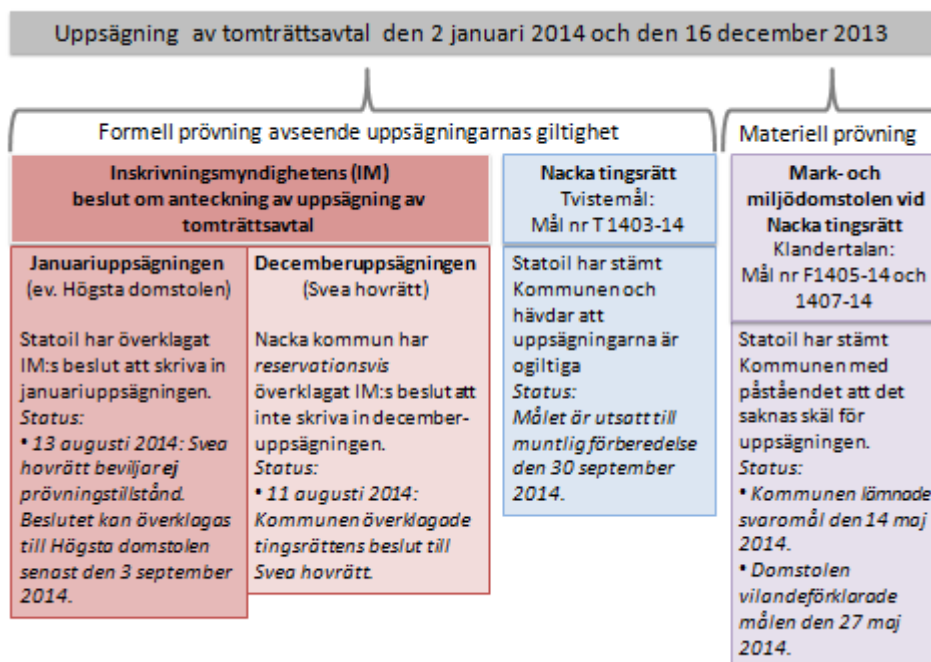 Uppsägning av tomträttsavtal den 2 januari 2014 och den 16 december 2013
Formell prövning avseende uppsägningarnas giltighet
Materiell prövning
Inskrivningsmyndighetens (IM)
beslut om anteckning av uppsägning av
tomträttsavtal
Januariuppsägningen
(ev. Högsta domstolen)
Statoil har överklagat
IM:s beslut att skriva in
januariuppsägningen.
Status:
• 13 augusti 2014: Svea
hovrätt beviljar ej
prövningstillstånd.
Beslutet kan överklagas
till Högsta domstolen
senast den 3 september
2014.
Decemberuppsägningen
(Svea hovrätt)
Nacka kommun har
reservationsvis
överklagat IM:s beslut att
inte skriva in december-
uppsägningen.
Status:
• 11 augusti 2014:
Kommunen överklagade
tingsrättens beslut till
Svea hovrätt.
Nacka tingsrätt
Tvistemål:
Mål nr T 1403-14
Statoil har stämt
Kommunen och
hävdar att
uppsägningarna är
ogiltiga
Status:
Målet är utsatt till
muntlig förberedelse
den 30 september
2014.
Mark- och
miljödomstolen vid
Nacka tingsrätt
Klandertalan:
Mål nr F1405-14 och
1407-14
Statoil har stämt
Kommunen med
påståendet att det
saknas skäl för
uppsägningen.
Status:
• Kommunen lämnade
svaromål den 14 maj
2014.
• Domstolen
vilandeförklarade
målen den 27 maj
2014.